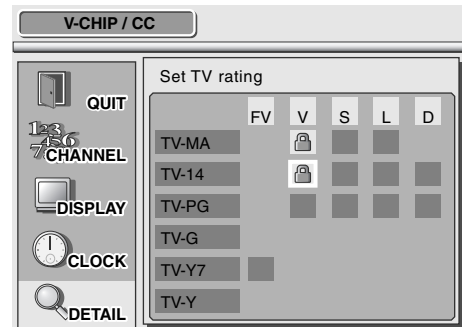 V-CHIP / CC
QUIT
123
456
7
CHANNEL
DISPLAY
CLOCK
DETAIL
Set TV rating
FV V S L D
TV-MA
TV-14
TV-PG
TV-G
TV-Y7
TV-Y